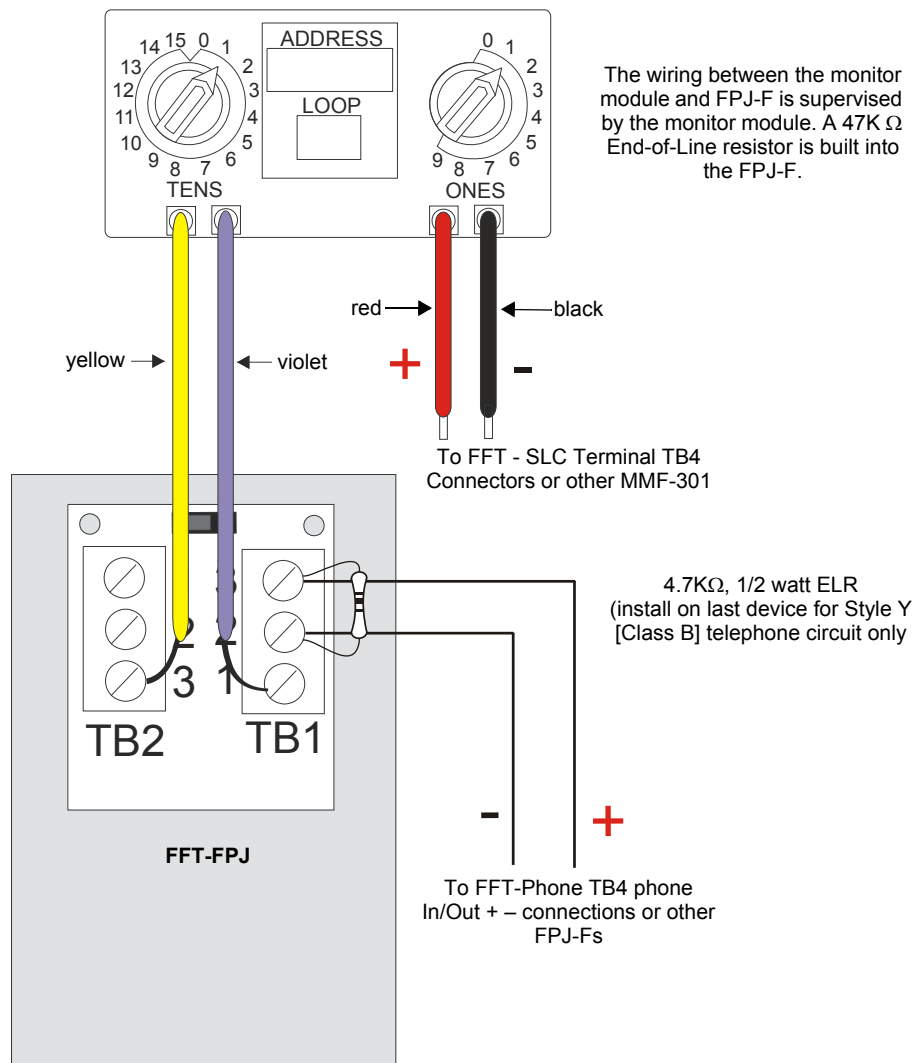 ADDRESS
LOOP
14 15 0 1
13 2
12 3
11 4
10 5
9 8 7 6
TENS
0 1
2
3
4
5
9 8 7 6
ONES
The wiring between the monitor
module and FPJ-F is supervised
by the monitor module. A 47K Ω
End-of-Line resistor is built into
the FPJ-F.
red
black
+
-
yellow
violet
To FFT - SLC Terminal TB4
Connectors or other MMF-301
4.7KΩ, 1/2 watt ELR
(install on last device for Style Y
[Class B] telephone circuit only
3 1
TB2 TB1
- +
FFT-FPJ
To FFT-Phone TB4 phone
In/Out + – connections or other
FPJ-Fs